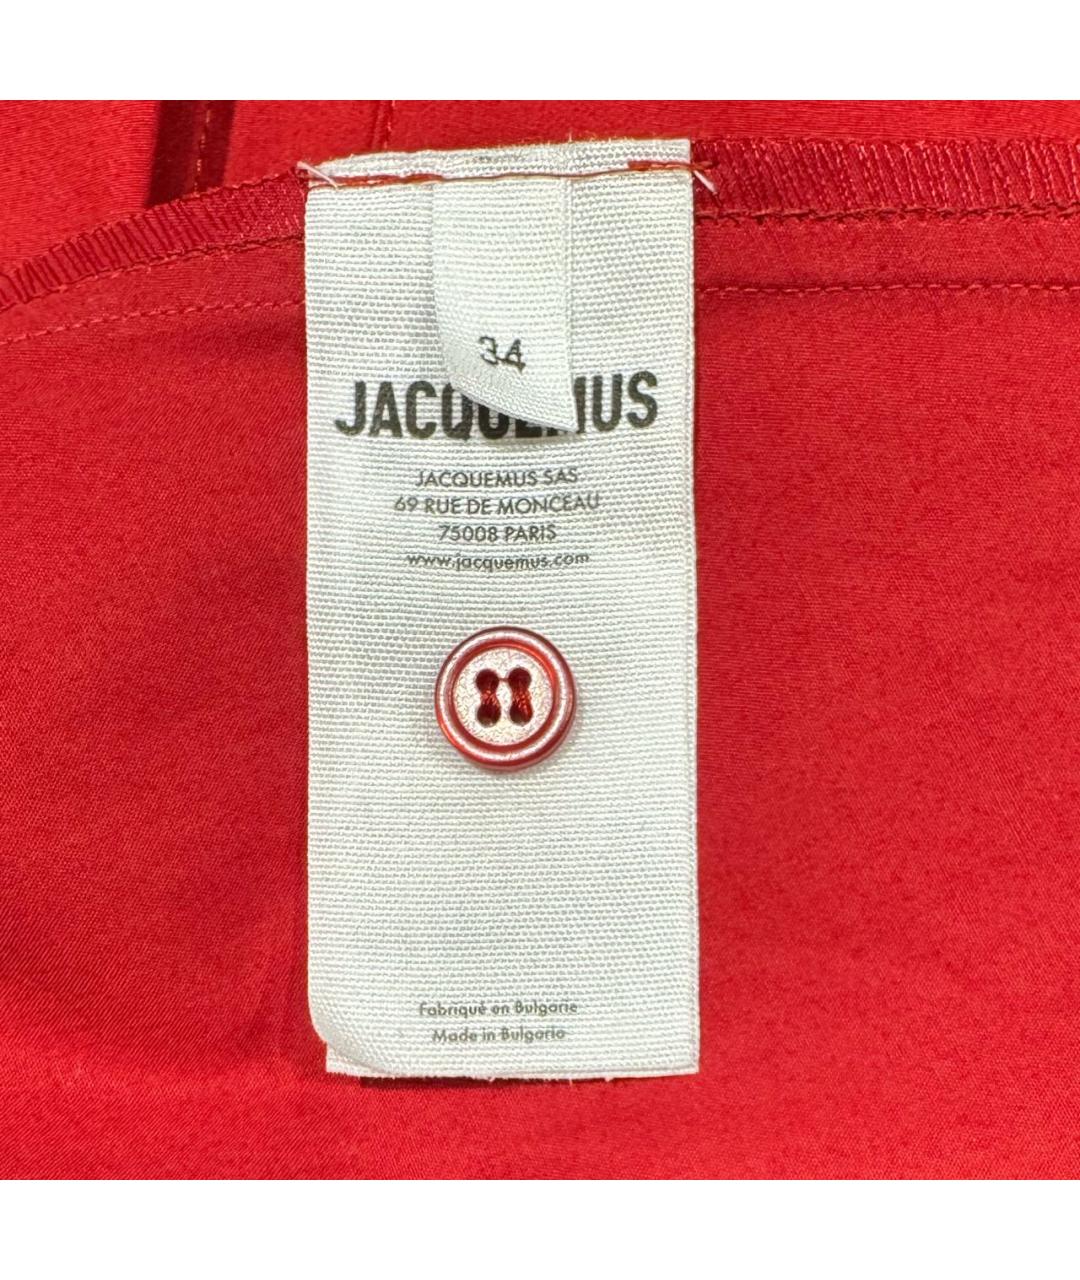 34
JACQUEMUS
JACQUEMUS SAS
69 RUE DE MONCEAU
75008 PARIS
www.jacquemus.com
Fabriqué en Bulgarie
Made in Bulgaria